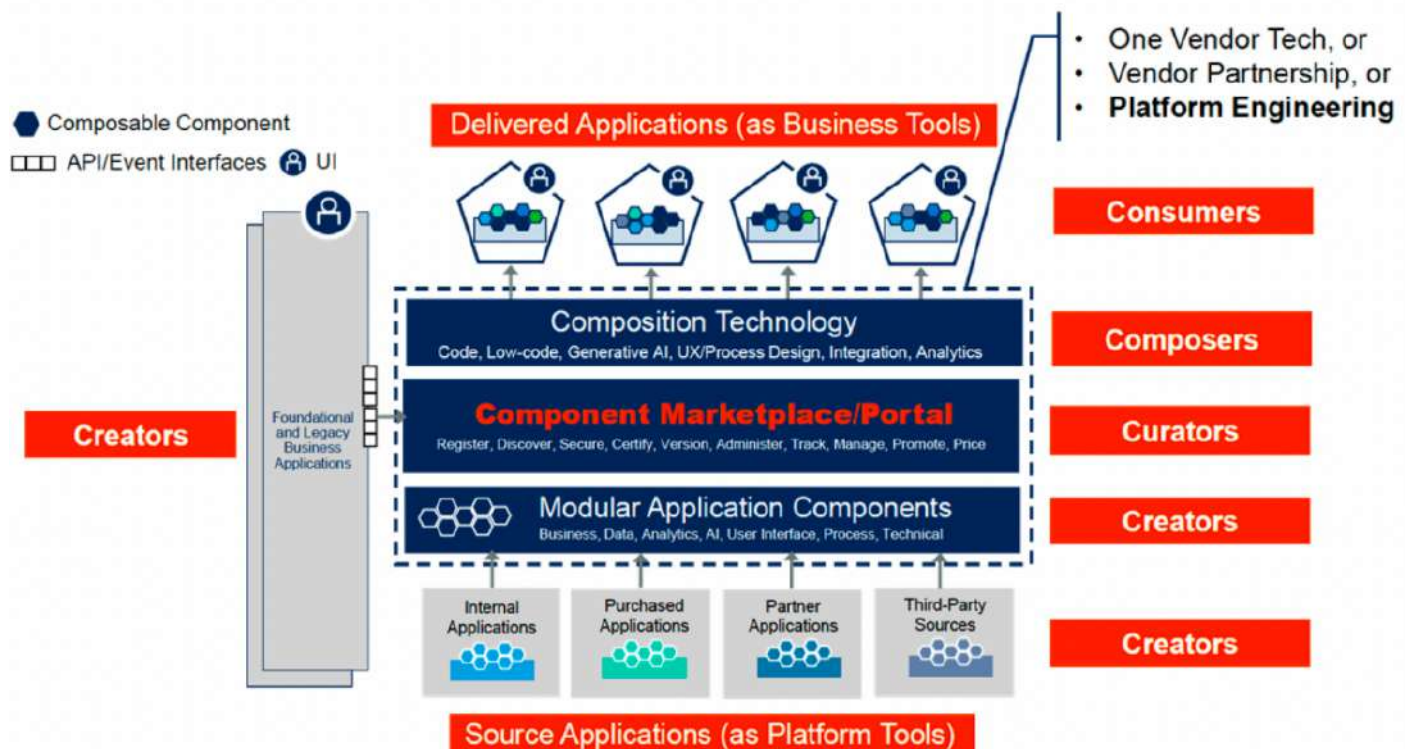 • One Vendor Tech, or
• Vendor Partnership, or
• Platform Engineering
Composable Component
API/Event Interfaces
UI
Delivered Applications (as Business Tools)
Consumers
Composition Technology
Code, Low-code, Generative AI, UX/Process Design, Integration, Analytics
Composers
Creators
Foundational
and Legacy
Business
Applications
Component Marketplace/Portal
Register, Discover, Secure, Certify, Version, Administer, Track, Manage, Promote, Price
Curators
Modular Application Components
Business, Data, Analytics, AI, User Interface, Process, Technical
Creators
Internal
Applications
Purchased
Applications
Partner
Applications
Third-Party
Sources
Creators
Source Applications (as Platform Tools)